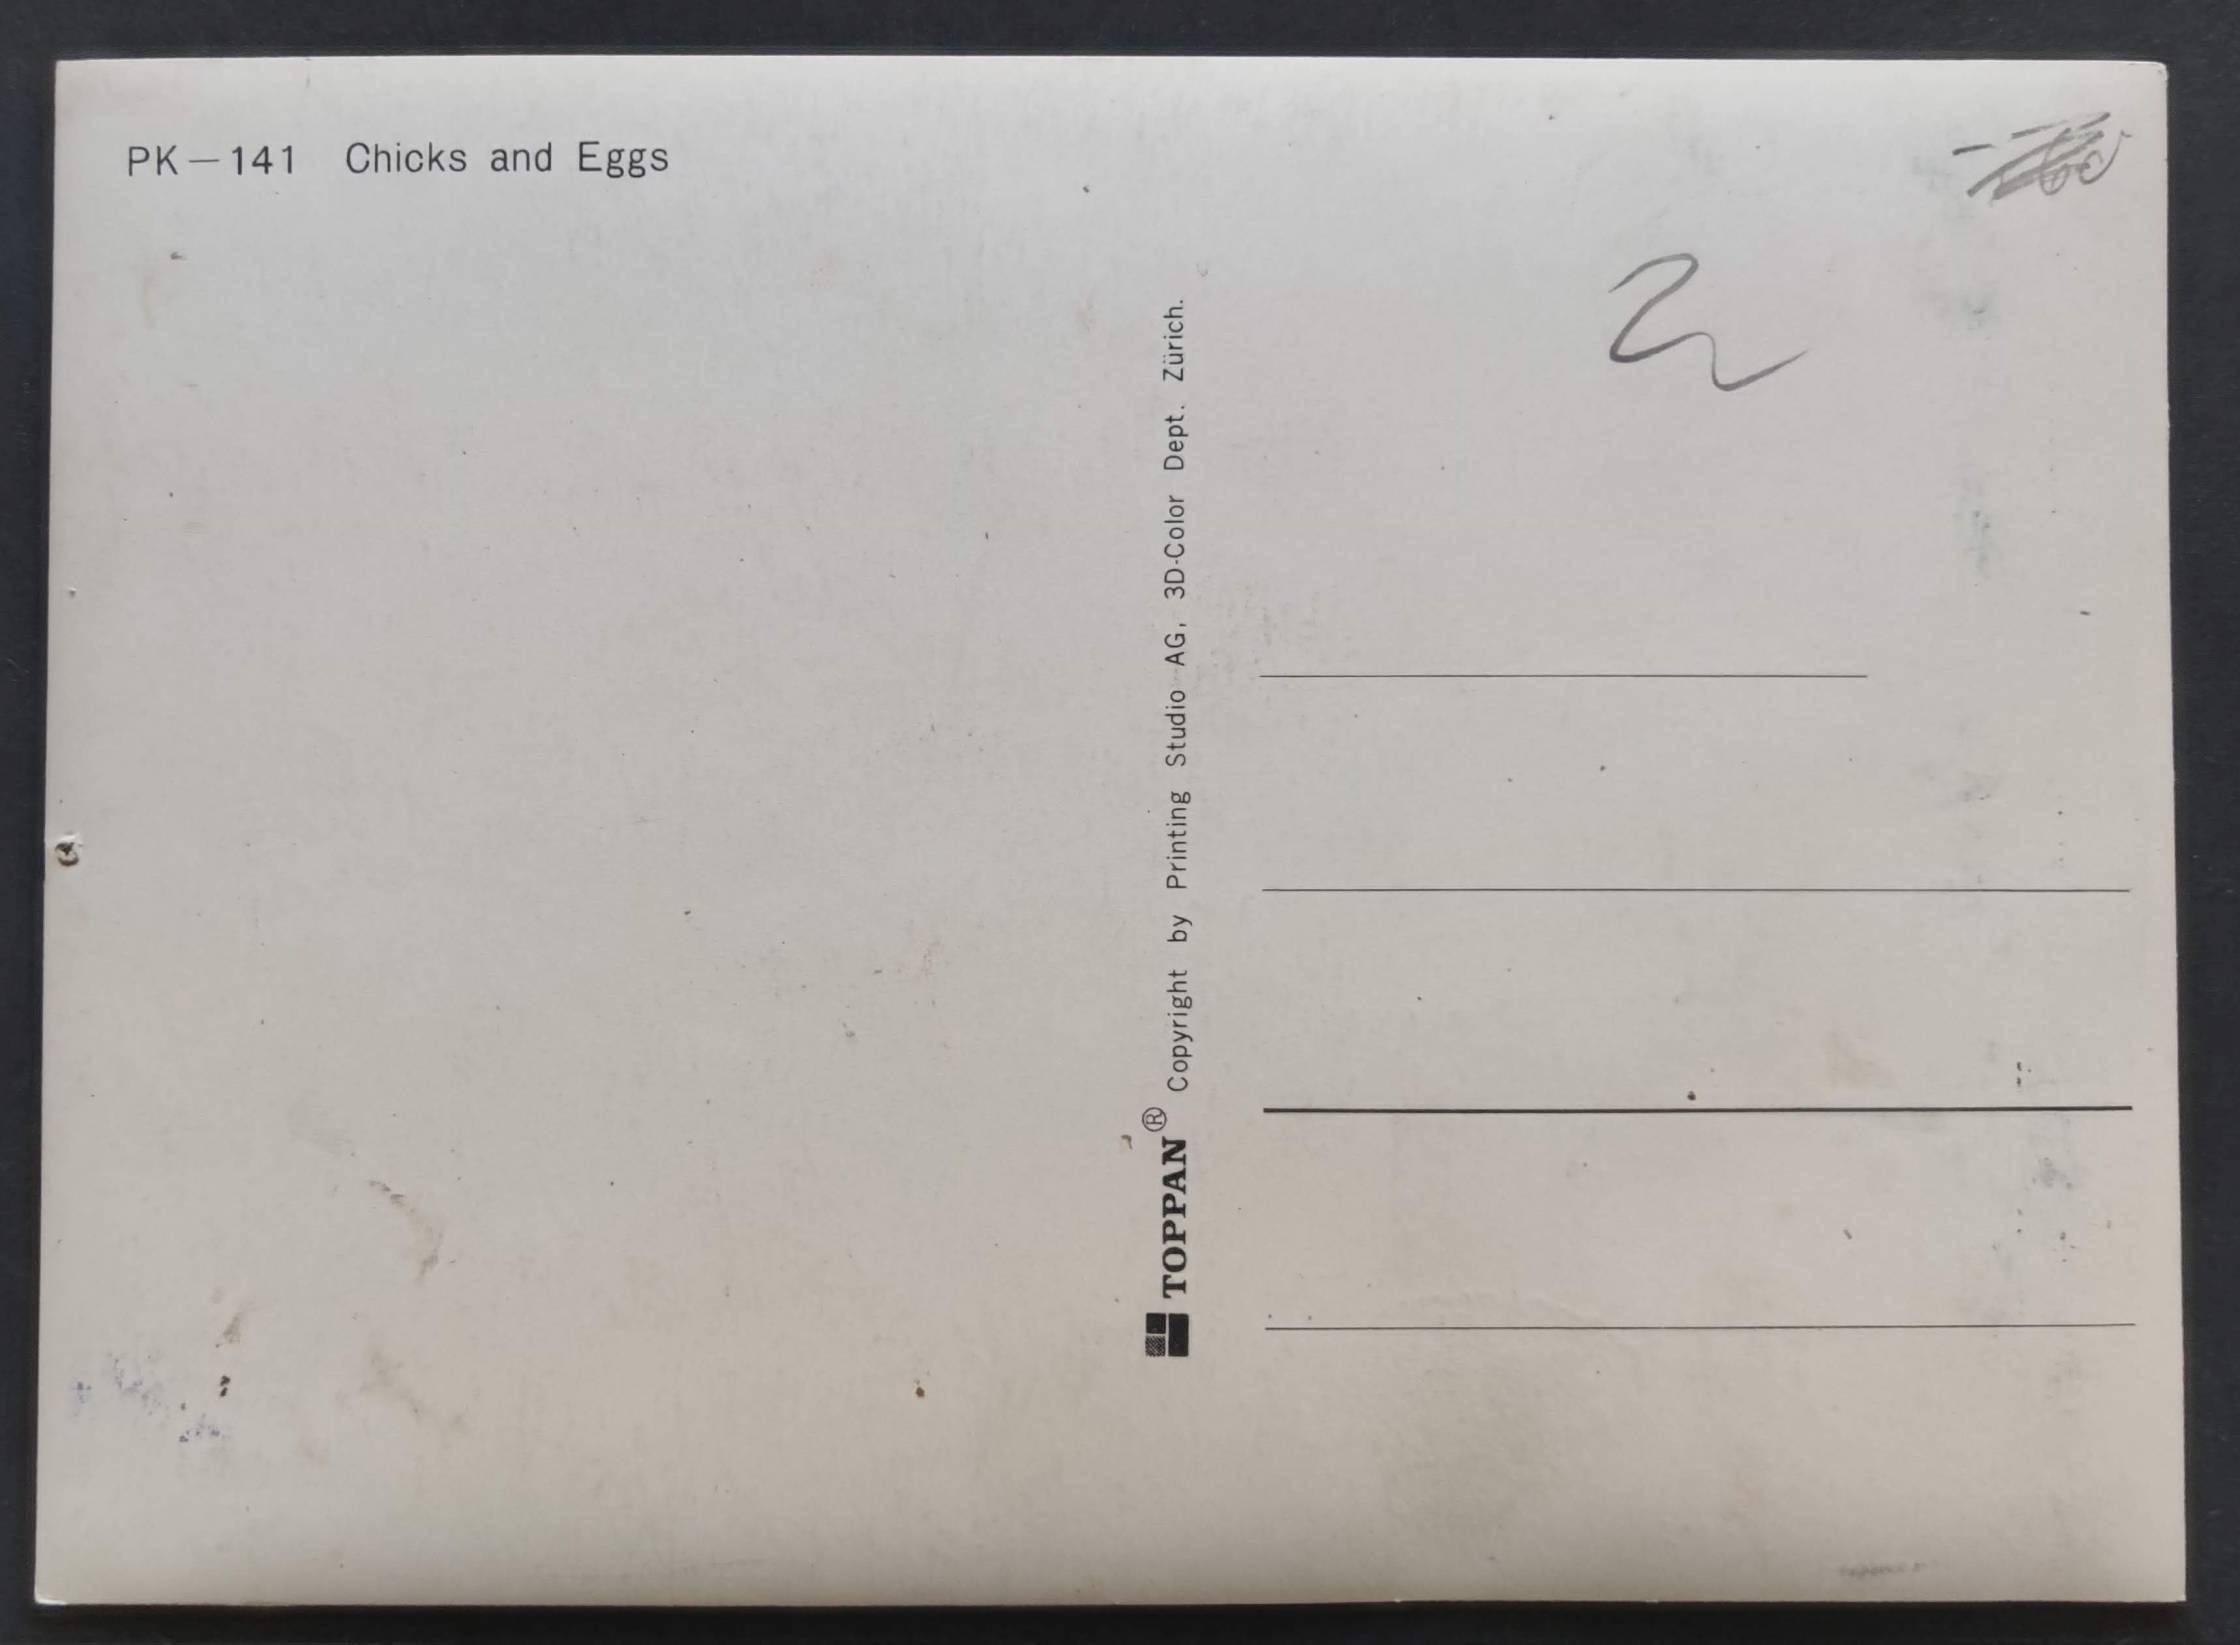 PK—141 Chicks and Eggs
TOPPAN® Copyright by Printing Studio AG, 3D-Color Dept. Zürich.
2